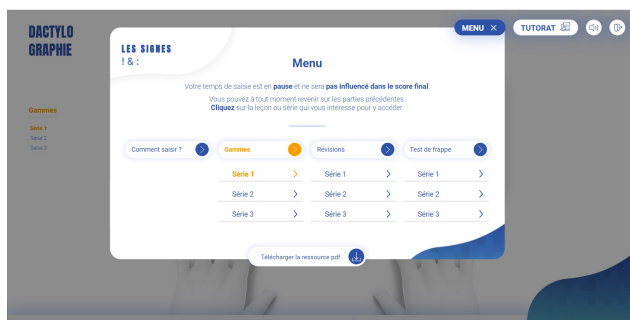 DACTYLO
GRAPHIE
MENU ×
TUTORAT
LES SIGNES
! & :
Menu
Votre temps de saisie est en pause et ne sera pas influencé dans le score final.
Vous pouvez à tout moment revenir sur les parties précédentes.
Cliquez sur la leçon ou série qui vous intéresse pour y accéder.
Gammes
Série 1
Série 2
Série 3
Comment saisir ?
Gammes
Révisions
Test de frappe
Série 1
Série 1
Série 1
Série 2
Série 2
Série 2
Série 3
Série 3
Série 3
Télécharger la ressource pdf